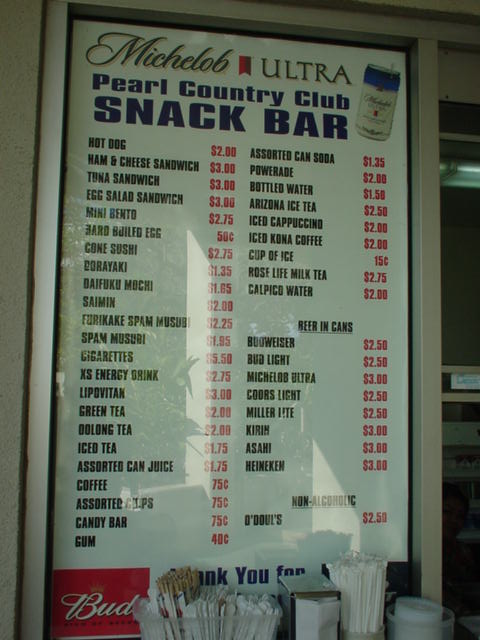 Michelob ULTRA
Pearl Country Club
SNACK BAR
HOT DOG $2.00
HAM & CHEESE SANDWICH $3.00
TUNA SANDWICH $3.00
EGG SALAD SANDWICH $3.00
MINI BENTO $2.75
HARD BOILED EGG 50¢
CONE SUSHI $2.75
DORAYAKI $1.35
DAIFUKU MOCHI $1.65
SAIMIN $2.00
FURIKAKE SPAM MUSUBI $2.25
SPAM MUSUBI $1.95
CIGARETTES $5.50
XS ENERGY DRINK $2.75
LIPOVITAN $3.00
GREEN TEA $2.00
OOLONG TEA $2.00
ICED TEA $1.75
ASSORTED CAN JUICE $1.75
COFFEE 75¢
ASSORTED CHIPS 75¢
CANDY BAR 75¢
GUM 40¢
ASSORTED CAN SODA $1.35
POWERADE $2.00
BOTTLED WATER $1.50
ARIZONA ICE TEA $2.50
ICED CAPPUCCINO $2.00
ICED KONA COFFEE $2.00
CUP OF ICE 15¢
ROSE LIFE MILK TEA $2.75
CALPICO WATER $2.00
BEER IN CANS
BUDWEISER $2.50
BUD LIGHT $2.50
MICHELOB ULTRA $3.00
COORS LIGHT $2.50
MILLER LITE $2.50
KIRIN $3.00
ASAHI $3.00
HEINEKEN $3.00
NON-ALCOHOLIC
O'DOUL'S $2.50
Thank You for
Bud